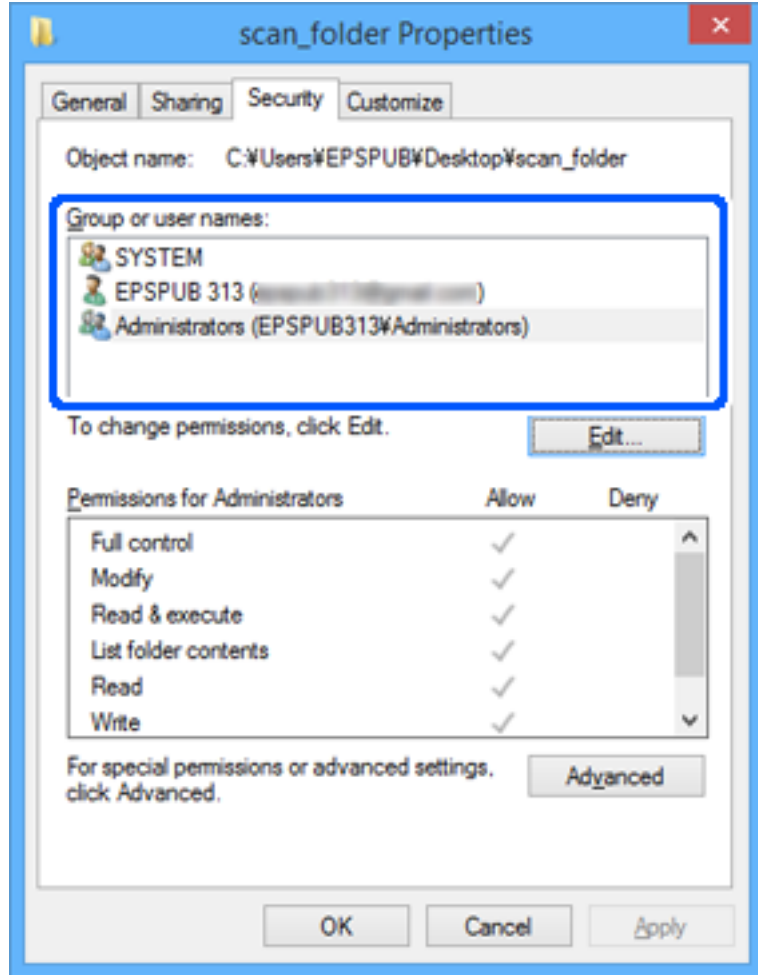 scan_folder Properties
General Sharing Security Customize
Object name: C:¥Users¥EPSPUB¥Desktop¥scan_folder
Group or user names:
SYSTEM
EPSPUB 313 ( )
Administrators (EPSPUB313¥Administrators)
To change permissions, click Edit.
Edit...
Permissions for Administrators Allow Deny
Full control
Modify
Read & execute
List folder contents
Read
Write
For special permissions or advanced settings,
click Advanced.
Advanced
OK Cancel Apply